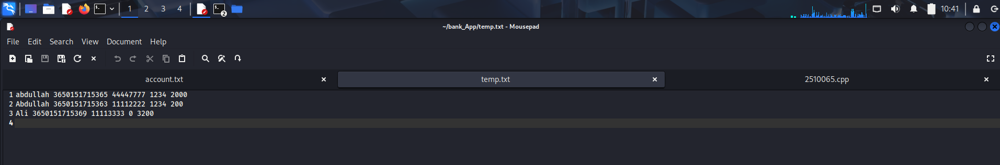 1 2 3 4 2 10:41
~/bank_App/temp.txt - Mousepad
File Edit Search View Document Help
account.txt temp.txt 2510065.cpp
1 abdullah 3650151715365 44447777 1234 2000
2 Abdullah 3650151715363 11112222 1234 200
3 Ali 3650151715369 11113333 0 3200
4